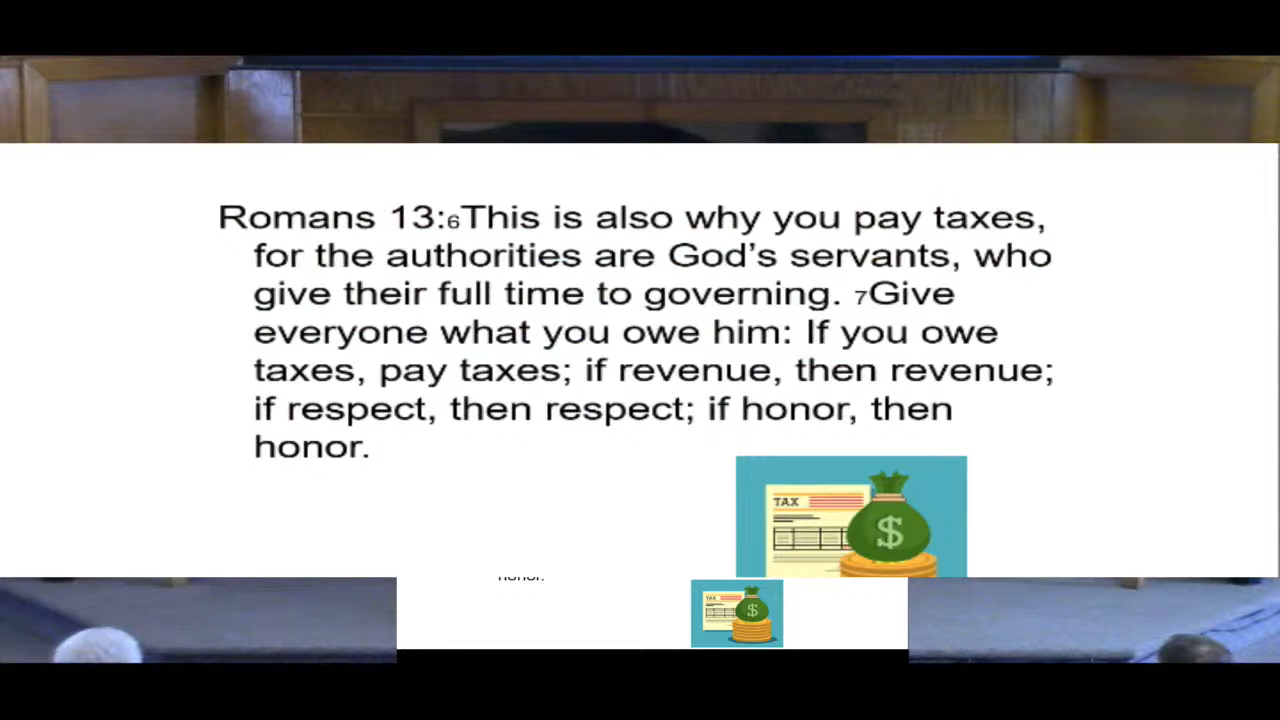 Romans 13:6This is also why you pay taxes,
for the authorities are God’s servants, who
give their full time to governing. 7Give
everyone what you owe him: If you owe
taxes, pay taxes; if revenue, then revenue;
if respect, then respect; if honor, then
honor.
TAX
$
honor.
TAX
$